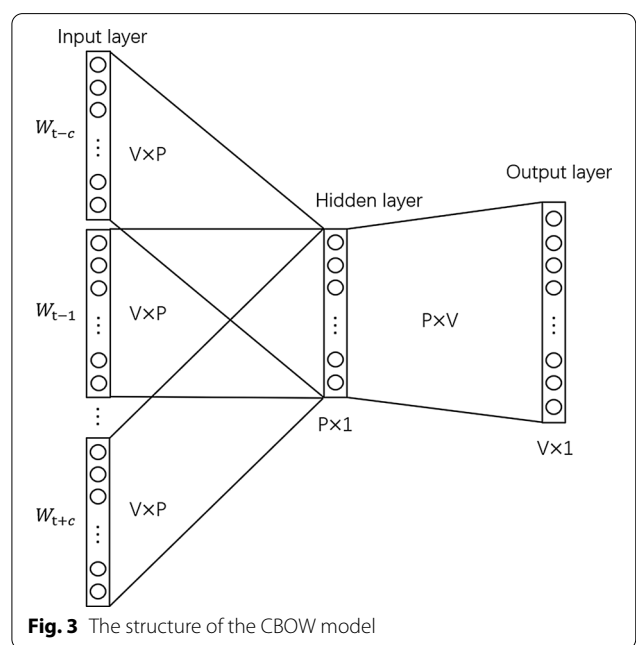 Input layer
W_{t-c}
V×P
Output layer
Hidden layer
W_{t-1}
V×P
P×V
⋮
P×1
V×1
W_{t+c}
V×P
Fig. 3 The structure of the CBOW model